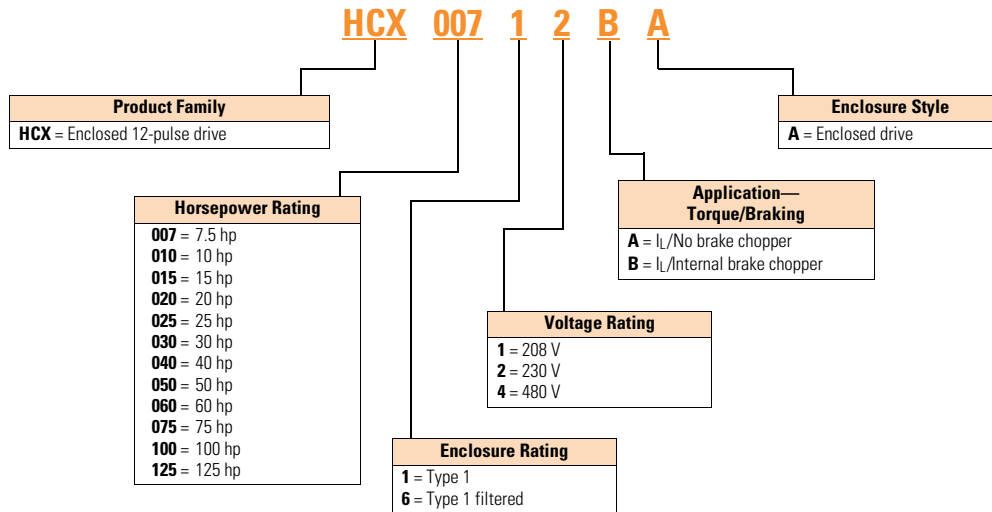 HCX 007 1 2 B A
Product Family
HCX = Enclosed 12-pulse drive
Enclosure Style
A = Enclosed drive
Application—
Torque/Braking
A = IL/No brake chopper
B = IL/Internal brake chopper
Horsepower Rating
007 = 7.5 hp
010 = 10 hp
015 = 15 hp
020 = 20 hp
025 = 25 hp
030 = 30 hp
040 = 40 hp
050 = 50 hp
060 = 60 hp
075 = 75 hp
100 = 100 hp
125 = 125 hp
Voltage Rating
1 = 208 V
2 = 230 V
4 = 480 V
Enclosure Rating
1 = Type 1
6 = Type 1 filtered